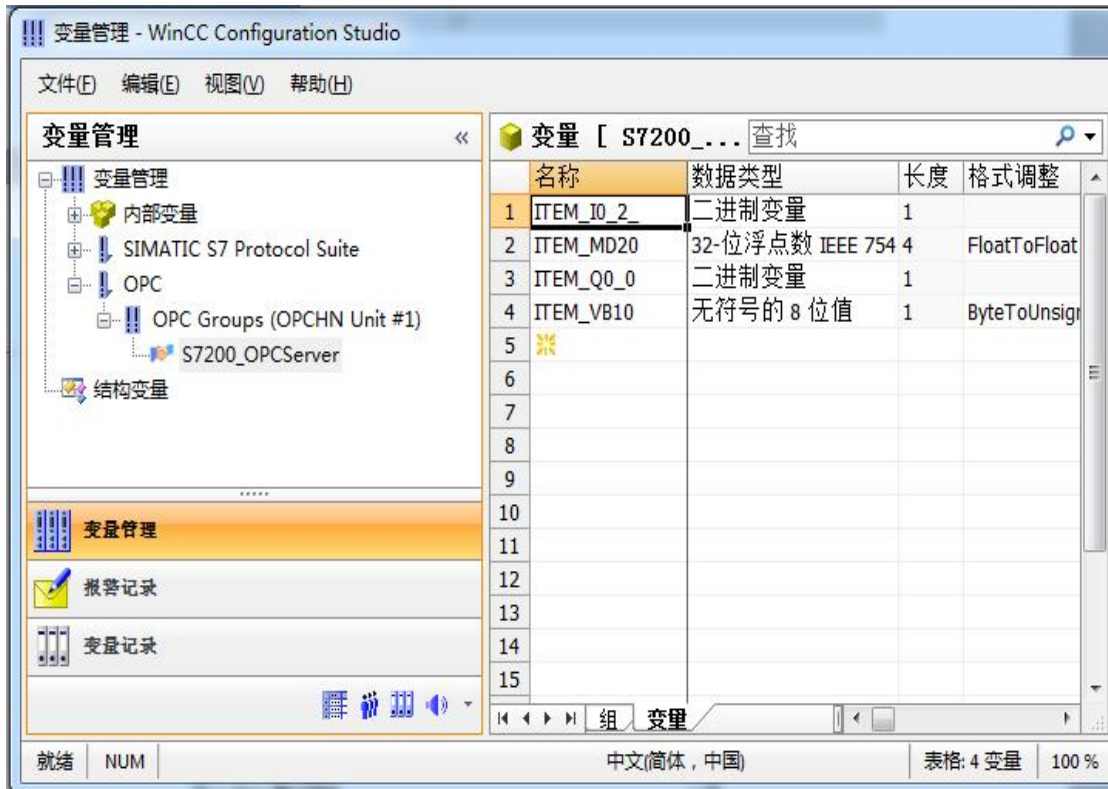 变量管理 - WinCC Configuration Studio
文件(F) 编辑(E) 视图(V) 帮助(H)
变量管理 «
变量管理
内部变量
SIMATIC S7 Protocol Suite
OPC
OPC Groups (OPCHN Unit #1)
S7200_OPCServer
结构变量
变量管理
报警记录
变量记录
变量 [ S7200_... 查找
名称 数据类型 长度 格式调整
1 ITEM_I0_2_ 二进制变量 1
2 ITEM_MD20 32-位浮点数 IEEE 754 4 FloatToFloat
3 ITEM_Q0_0 二进制变量 1
4 ITEM_VB10 无符号的 8 位值 1 ByteToUnsigr
5
6
7
8
9
10
11
12
13
14
15
组 变量
就绪 NUM 中文(简体，中国) 表格: 4 变量 100 %